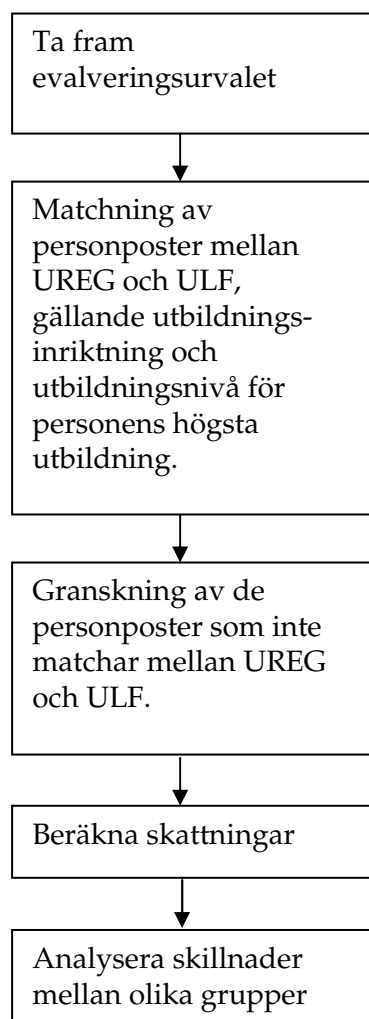 Ta fram
evalveringsurvalet
Matchning av
personposter mellan
UREG och ULF,
gällande utbildnings-
inriktning och
utbildningsnivå för
personens högsta
utbildning.
Granskning av de
personposter som inte
matchar mellan UREG
och ULF.
Beräkna skattningar
Analysera skillnader
mellan olika grupper